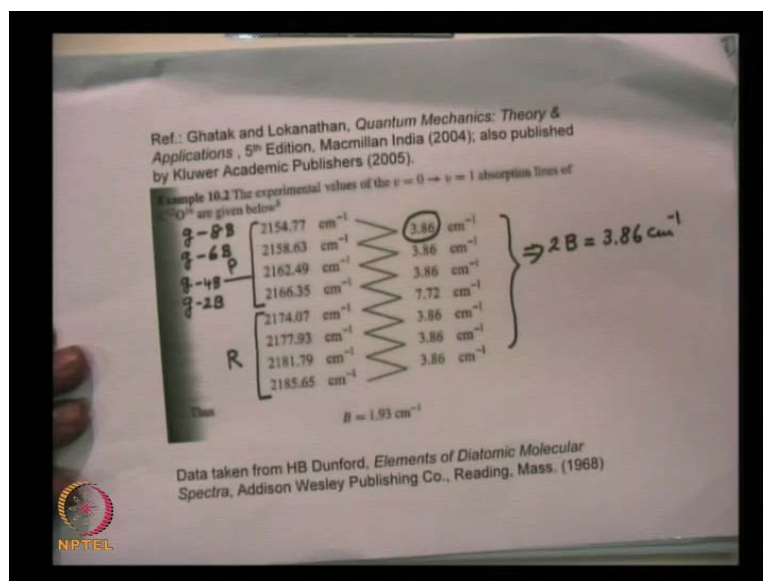 Ref.: Ghatak and Lokanathan, Quantum Mechanics: Theory &
Applications , 5th Edition, Macmillan India (2004); also published
by Kluwer Academic Publishers (2005).
Example 10.2 The experimental values of the v = 0 → v = 1 absorption lines of
O¹⁶ are given below⁸
g-8B 2154.77 cm⁻¹ 3.86 cm⁻¹
g-6B 2158.63 cm⁻¹ 3.86 cm⁻¹ ⇒ 2B = 3.86 cm⁻¹
P
g-4B 2162.49 cm⁻¹ 3.86 cm⁻¹
g-2B 2166.35 cm⁻¹ 7.72 cm⁻¹
2174.07 cm⁻¹ 3.86 cm⁻¹
R 2177.93 cm⁻¹ 3.86 cm⁻¹
2181.79 cm⁻¹ 3.86 cm⁻¹
2185.65 cm⁻¹
Thus B = 1.93 cm⁻¹
Data taken from HB Dunford, Elements of Diatomic Molecular
Spectra, Addison Wesley Publishing Co., Reading, Mass. (1968)
NPTEL